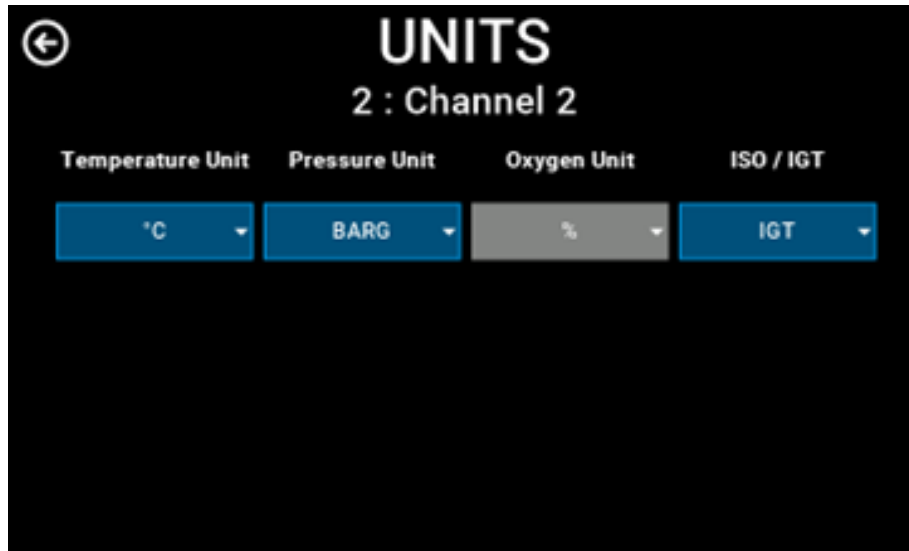 UNITS
2 : Channel 2
Temperature Unit Pressure Unit Oxygen Unit ISO / IGT
°C BARG % IGT